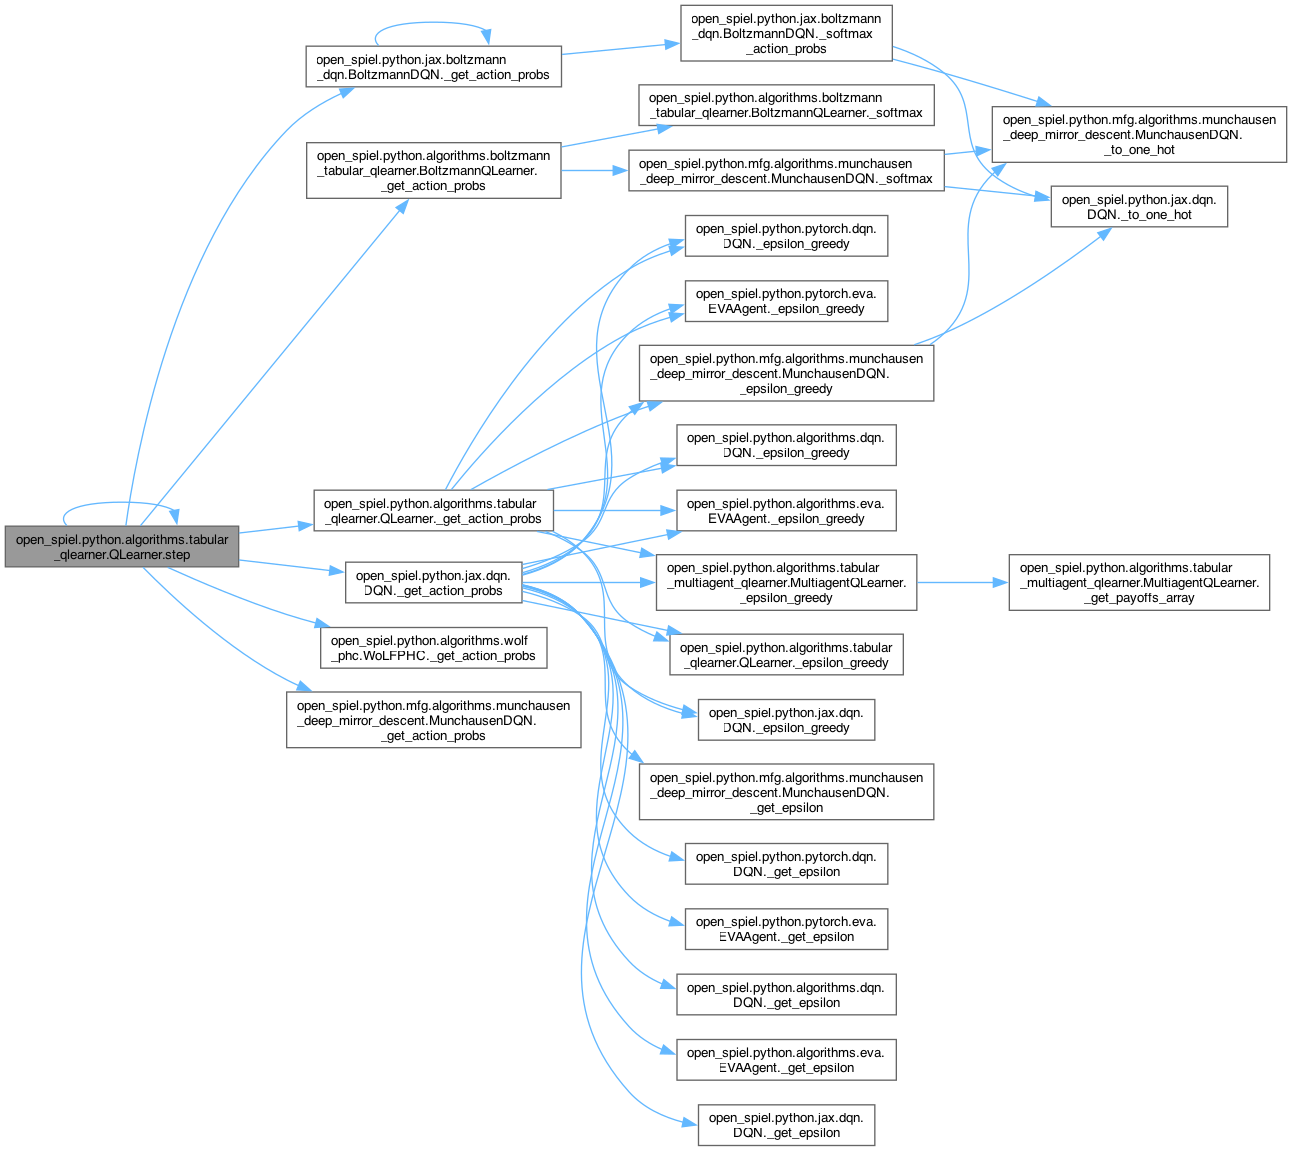 open_spiel.python.algorithms.tabular
_qlearner.QLearner.step
open_spiel.python.jax.boltzmann
_dqn.BoltzmannDQN._get_action_probs
open_spiel.python.algorithms.boltzmann
_tabular_qlearner.BoltzmannQLearner.
_get_action_probs
open_spiel.python.algorithms.tabular
_qlearner.QLearner._get_action_probs
open_spiel.python.jax.dqn.
DQN._get_action_probs
open_spiel.python.algorithms.wolf
_phc.WoLFPHC._get_action_probs
open_spiel.python.mfg.algorithms.munchausen
_deep_mirror_descent.MunchausenDQN.
_get_action_probs
open_spiel.python.jax.boltzmann
_dqn.BoltzmannDQN._softmax
_action_probs
open_spiel.python.algorithms.boltzmann
_tabular_qlearner.BoltzmannQLearner._softmax
open_spiel.python.mfg.algorithms.munchausen
_deep_mirror_descent.MunchausenDQN._softmax
open_spiel.python.pytorch.dqn.
DQN._epsilon_greedy
open_spiel.python.pytorch.eva.
EVAAgent._epsilon_greedy
open_spiel.python.mfg.algorithms.munchausen
_deep_mirror_descent.MunchausenDQN.
_epsilon_greedy
open_spiel.python.algorithms.dqn.
DQN._epsilon_greedy
open_spiel.python.algorithms.eva.
EVAAgent._epsilon_greedy
open_spiel.python.algorithms.tabular
_multiagent_qlearner.MultiagentQLearner.
_epsilon_greedy
open_spiel.python.algorithms.tabular
_qlearner.QLearner._epsilon_greedy
open_spiel.python.jax.dqn.
DQN._epsilon_greedy
open_spiel.python.mfg.algorithms.munchausen
_deep_mirror_descent.MunchausenDQN.
_get_epsilon
open_spiel.python.pytorch.dqn.
DQN._get_epsilon
open_spiel.python.pytorch.eva.
EVAAgent._get_epsilon
open_spiel.python.algorithms.dqn.
DQN._get_epsilon
open_spiel.python.algorithms.eva.
EVAAgent._get_epsilon
open_spiel.python.jax.dqn.
DQN._get_epsilon
open_spiel.python.mfg.algorithms.munchausen
_deep_mirror_descent.MunchausenDQN.
_to_one_hot
open_spiel.python.jax.dqn.
DQN._to_one_hot
open_spiel.python.algorithms.tabular
_multiagent_qlearner.MultiagentQLearner.
_get_payoffs_array